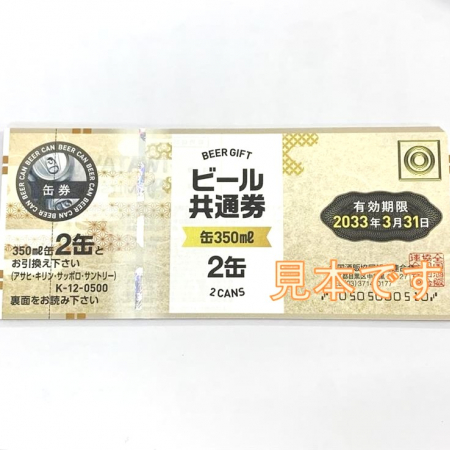 BEER CAN BEER CAN BEER CAN BEER CAN
缶券
350mℓ缶2缶と
お引換え下さい
(アサヒ・キリン・サッポロ・サントリー)
K-12-0500
裏面をお読み下さい
BEER GIFT
ビール
共通券
缶350mℓ
2缶
2 CANS
有効期限
2033年3月31日
見本です